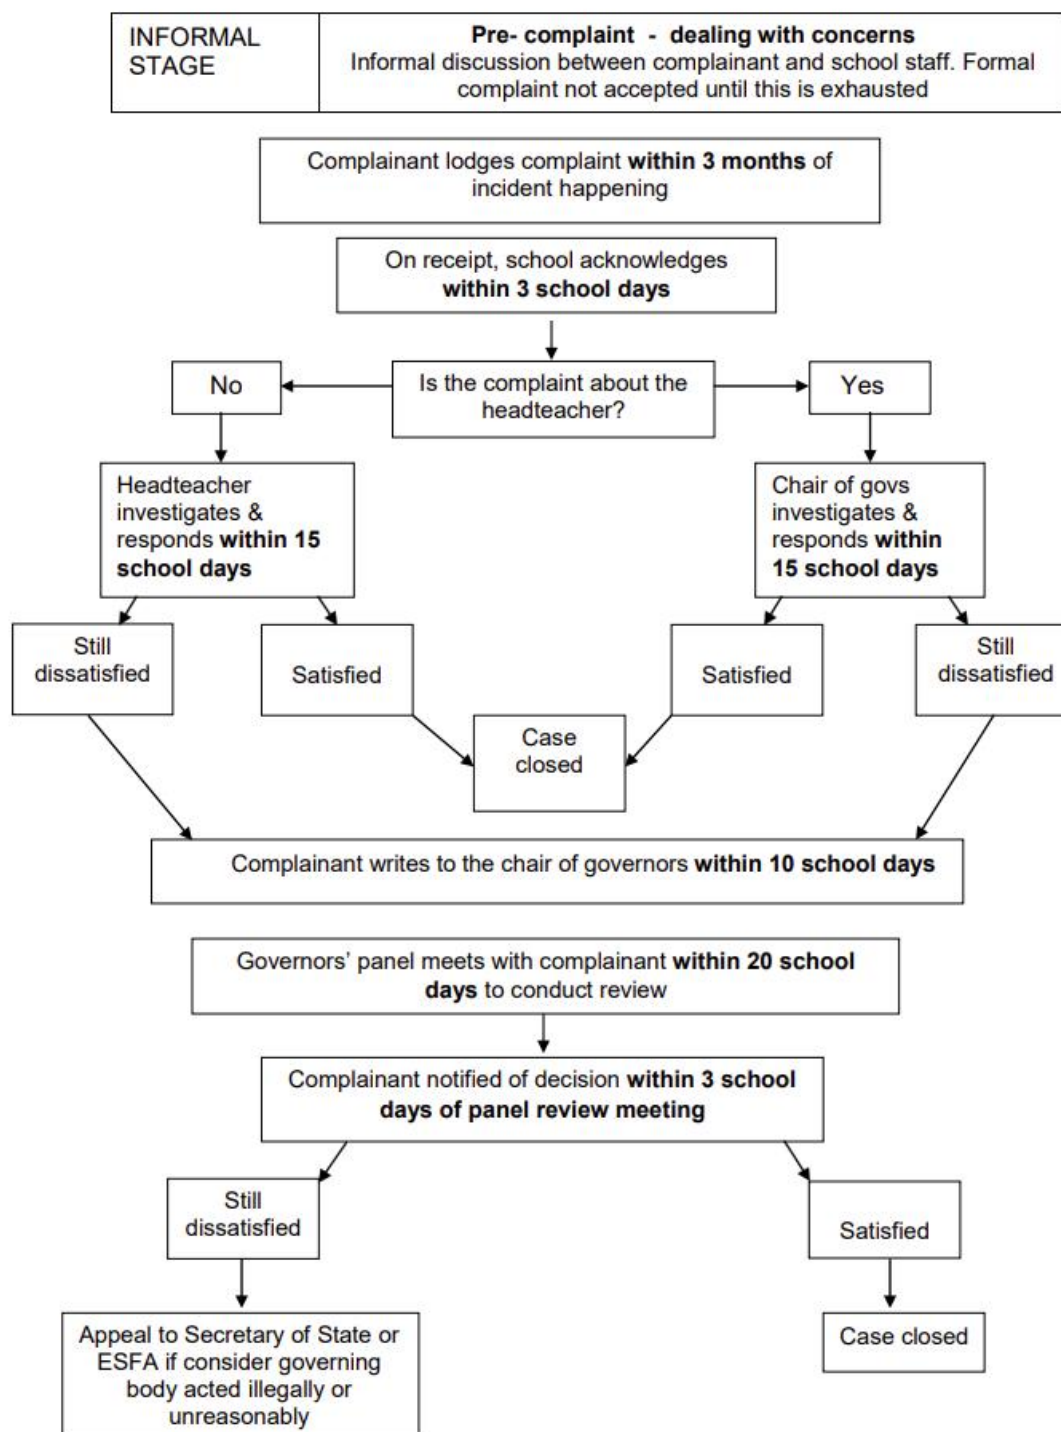 INFORMAL
STAGE
Pre- complaint - dealing with concerns
Informal discussion between complainant and school staff. Formal
complaint not accepted until this is exhausted
Complainant lodges complaint within 3 months of
incident happening
On receipt, school acknowledges
within 3 school days
No
Is the complaint about the
headteacher?
Yes
Headteacher
investigates &
responds within 15
school days
Chair of govs
investigates &
responds within
15 school days
Still
dissatisfied
Satisfied
Satisfied
Still
dissatisfied
Case
closed
Complainant writes to the chair of governors within 10 school days
Governors’ panel meets with complainant within 20 school
days to conduct review
Complainant notified of decision within 3 school
days of panel review meeting
Still
dissatisfied
Satisfied
Appeal to Secretary of State or
ESFA if consider governing
body acted illegally or
unreasonably
Case closed